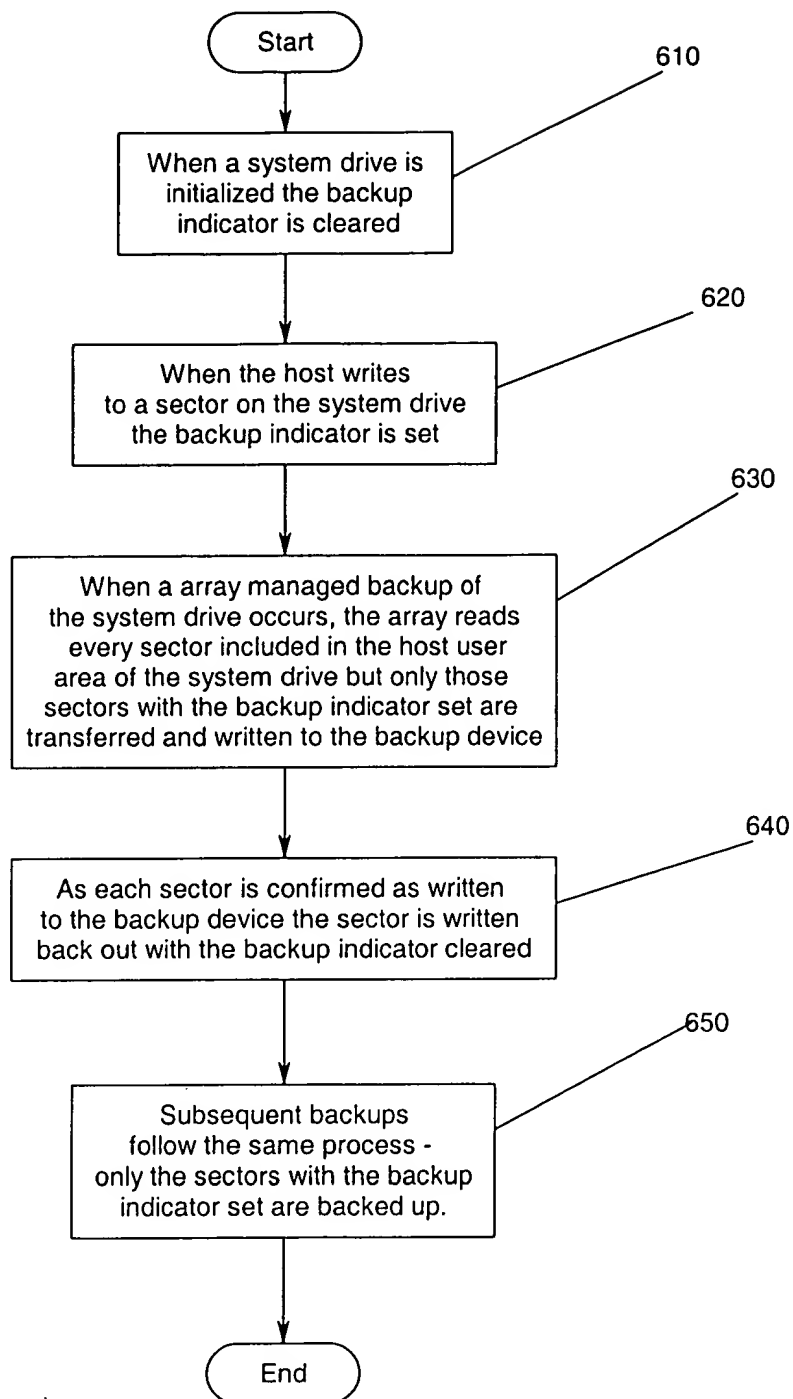 Start
610
When a system drive is
initialized the backup
indicator is cleared
620
When the host writes
to a sector on the system drive
the backup indicator is set
630
When a array managed backup of
the system drive occurs, the array reads
every sector included in the host user
area of the system drive but only those
sectors with the backup indicator set are
transferred and written to the backup device
640
As each sector is confirmed as written
to the backup device the sector is written
back out with the backup indicator cleared
650
Subsequent backups
follow the same process -
only the sectors with the backup
indicator set are backed up.
End